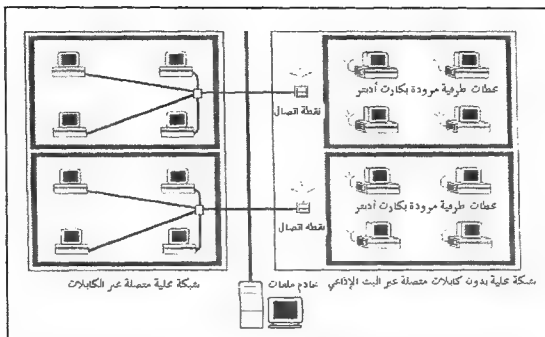 محطات طرفية مزودة بكارت أدبتر
نقطة اتصال
محطات طرفية مزودة بكارت أدبتر
نقطة اتصال
شبكة محلية بدون كابلات متصلة عبر البث الإذاعي
خادم ملفات
شبكة محلية متصلة عبر الكابلات